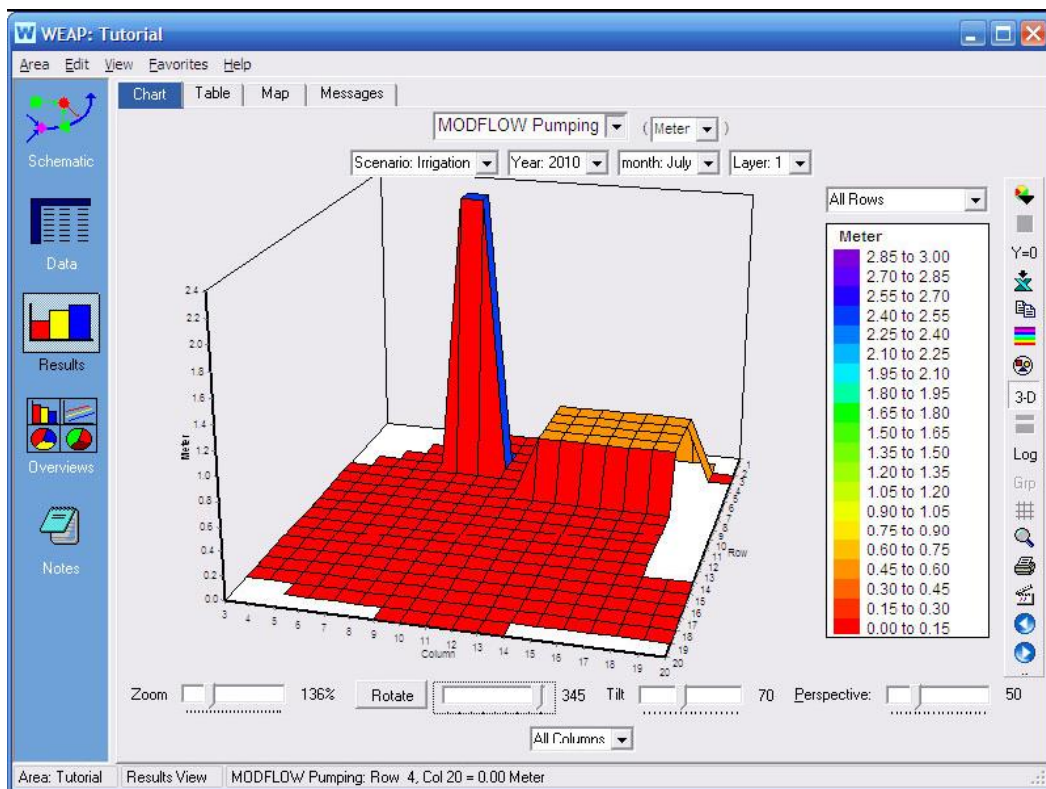 WEAP: Tutorial
Area Edit View Favorites Help
Chart Table Map Messages
MODFLOW Pumping ( Meter )
Scenario: Irrigation Year: 2010 month: July Layer: 1
Schematic
Data
Results
Overviews
Notes
All Rows
Meter
2.85 to 3.00
2.70 to 2.85
2.55 to 2.70
2.40 to 2.55
2.25 to 2.40
2.10 to 2.25
1.95 to 2.10
1.80 to 1.95
1.65 to 1.80
1.50 to 1.65
1.35 to 1.50
1.20 to 1.35
1.05 to 1.20
0.90 to 1.05
0.75 to 0.90
0.60 to 0.75
0.45 to 0.60
0.30 to 0.45
0.15 to 0.30
0.00 to 0.15
Y=0
3-D
Log
Grp
2.4
2.2
2.0
1.8
1.6
1.4
1.2
1.0
0.8
0.6
0.4
0.2
0.0
Meter
3 4 5 6 7 8 9 10 11 12 13 14 15 16 17 18 19 20
Column
1
2
3
4
5
6
7
8
9
10
11
12
13
14
15
16
17
18
19
20
Row
Zoom 136% Rotate 345 Tilt 70 Perspective: 50
All Columns
Area: Tutorial Results View MODFLOW Pumping: Row 4, Col 20 = 0.00 Meter